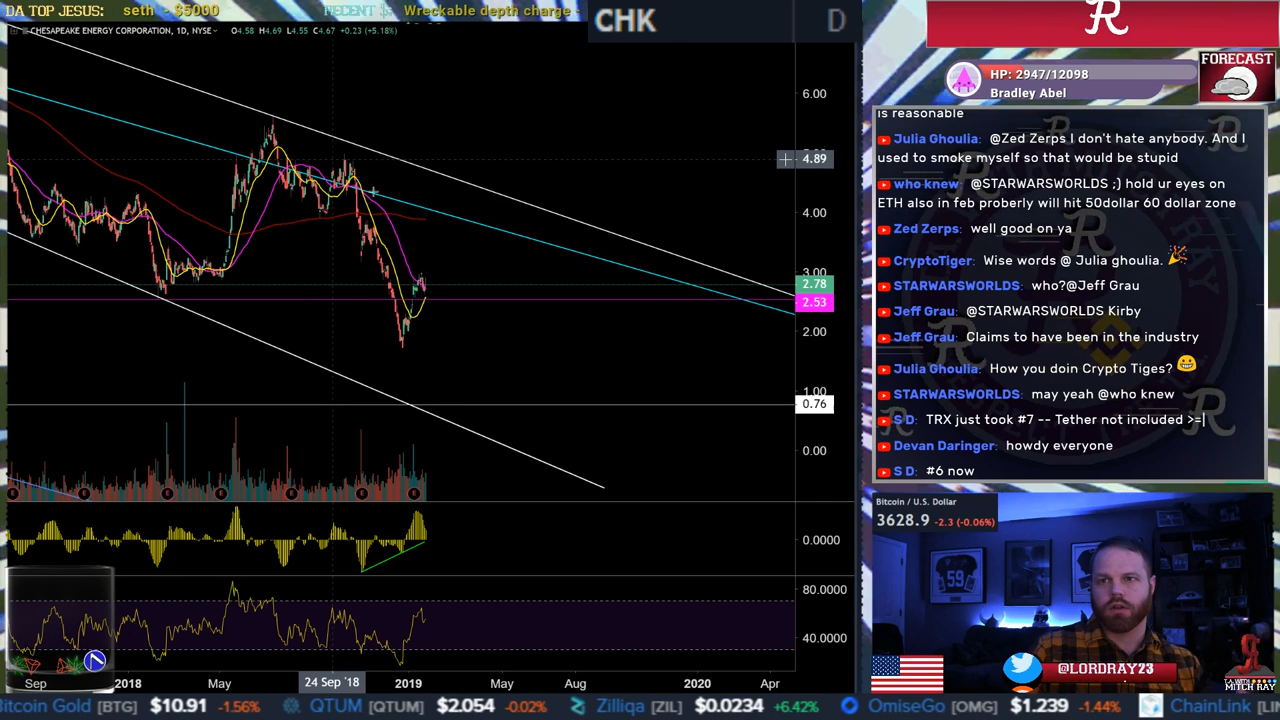 DA TOP JESUS: seth - $5000 RECENT $ Wreckable depth charge -
CHK D
CHESAPEAKE ENERGY CORPORATION, 1D, NYSE O4.58 H4.69 L4.55 C4.67 +0.23 (+5.18%)
6.00
4.89
4.00
3.00
2.78
2.53
2.00
1.00
0.76
0.00
0.0000
80.0000
40.0000
Sep 2018 May 24 Sep '18 2019 May Aug 2020 Apr
R
HP: 2947/12098
Bradley Abel
FORECAST
is reasonable
Julia Ghoulia: @Zed Zerps I don't hate anybody. And I
used to smoke myself so that would be stupid
who knew: @STARWARSWORLDS ;) hold ur eyes on
ETH also in feb proberly will hit 50dollar 60 dollar zone
Zed Zerps: well good on ya
CryptoTiger: Wise words @ Julia ghoulia. 🎉
STARWARSWORLDS: who?@Jeff Grau
Jeff Grau: @STARWARSWORLDS Kirby
Jeff Grau: Claims to have been in the industry
Julia Ghoulia: How you doin Crypto Tiges? 😀
STARWARSWORLDS: may yeah @who knew
S D: TRX just took #7 -- Tether not included >=|
Devan Daringer: howdy everyone
S D: #6 now
Bitcoin / U.S. Dollar
3628.9 -2.3 (-0.06%)
59
@LORDRAY23
T.A. WITH
MITCH RAY
Bitcoin Gold [BTG] $10.91 -1.56% QTUM [QTUM] $2.054 -0.02% Zilliqa [ZIL] $0.0234 +6.42% OmiseGo [OMG] $1.239 -1.44% ChainLink [LI